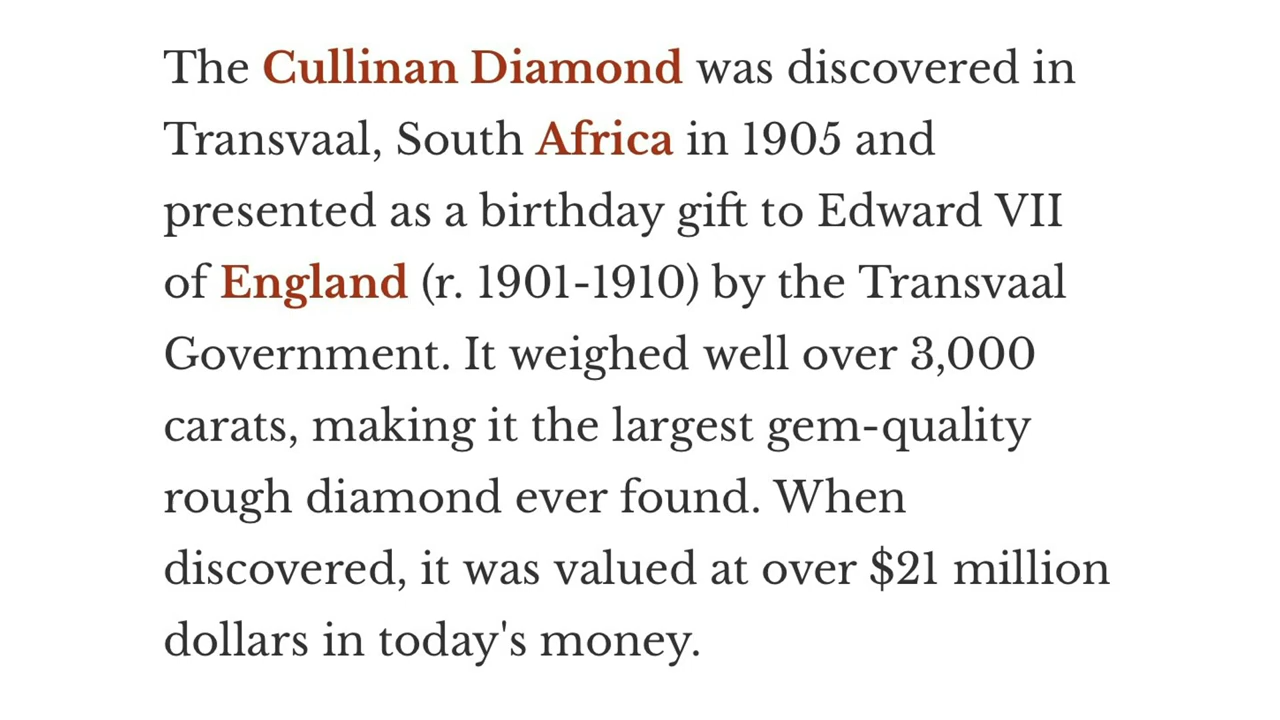 The Cullinan Diamond was discovered in
Transvaal, South Africa in 1905 and
presented as a birthday gift to Edward VII
of England (r. 1901-1910) by the Transvaal
Government. It weighed well over 3,000
carats, making it the largest gem-quality
rough diamond ever found. When
discovered, it was valued at over $21 million
dollars in today's money.